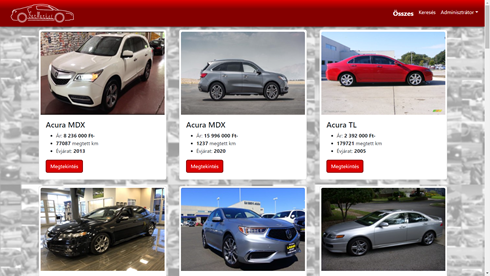 Összes Keresés Adminisztrátor
Acura MDX
Ár: 8 236 000 Ft
77087 megtett km
Évjárat: 2013
Megtekintés
Acura MDX
Ár: 15 996 000 Ft
1237 megtett km
Évjárat: 2020
Megtekintés
Acura TL
Ár: 2 392 000 Ft
179721 megtett km
Évjárat: 2005
Megtekintés